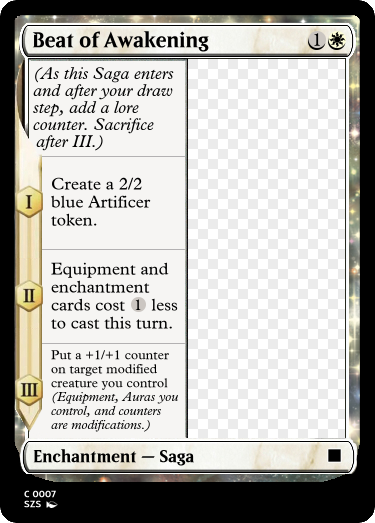 Beat of Awakening 1
(As this Saga enters
and after your draw
step, add a lore
counter. Sacrifice
after III.)
I
Create a 2/2
blue Artificer
token.
II
Equipment and
enchantment
cards cost 1 less
to cast this turn.
III
Put a +1/+1 counter
on target modified
creature you control
(Equipment, Auras you
control, and counters
are modifications.)
Enchantment — Saga
C 0007
SZS